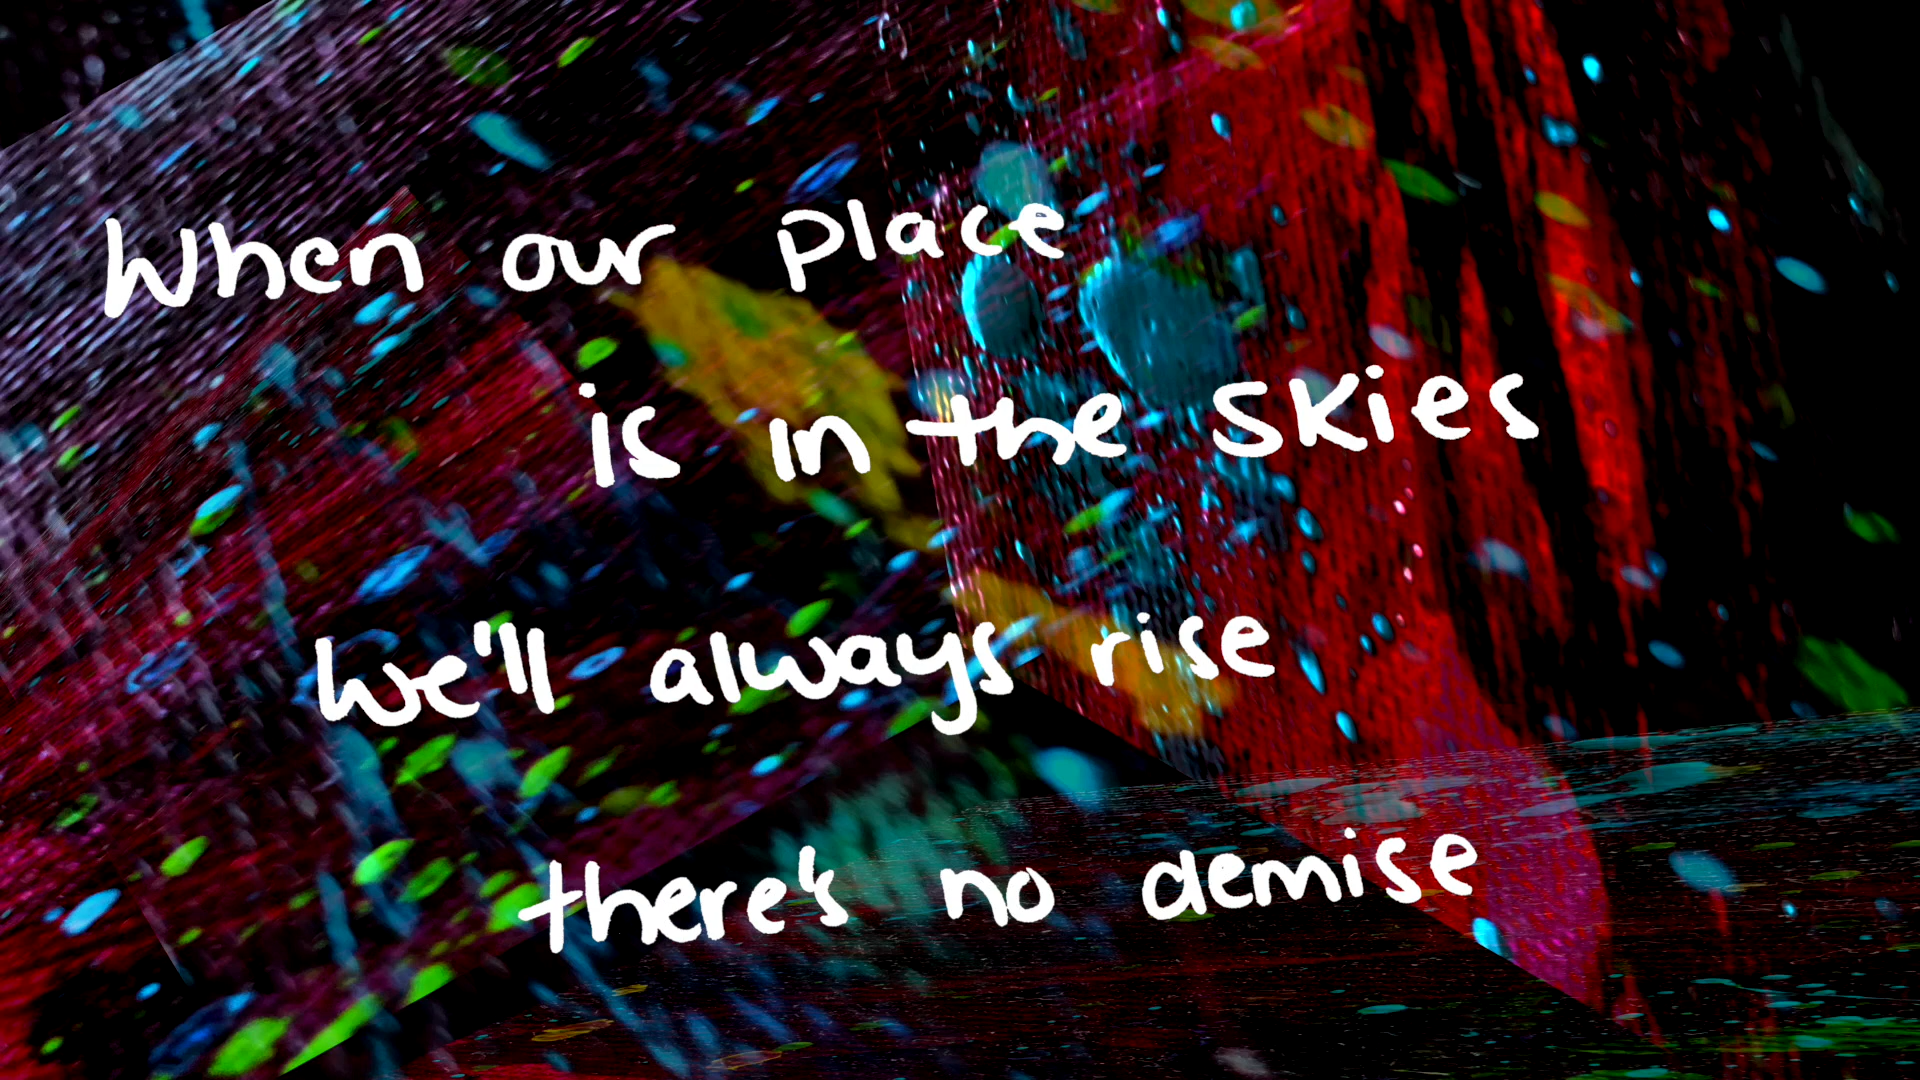 When our place
is in the skies
We'll always rise
there's no demise